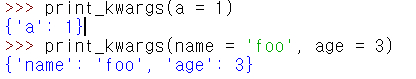 >>> print_kwargs(a = 1)
{'a': 1}
>>> print_kwargs(name = 'foo', age = 3)
{'name': 'foo', 'age': 3}